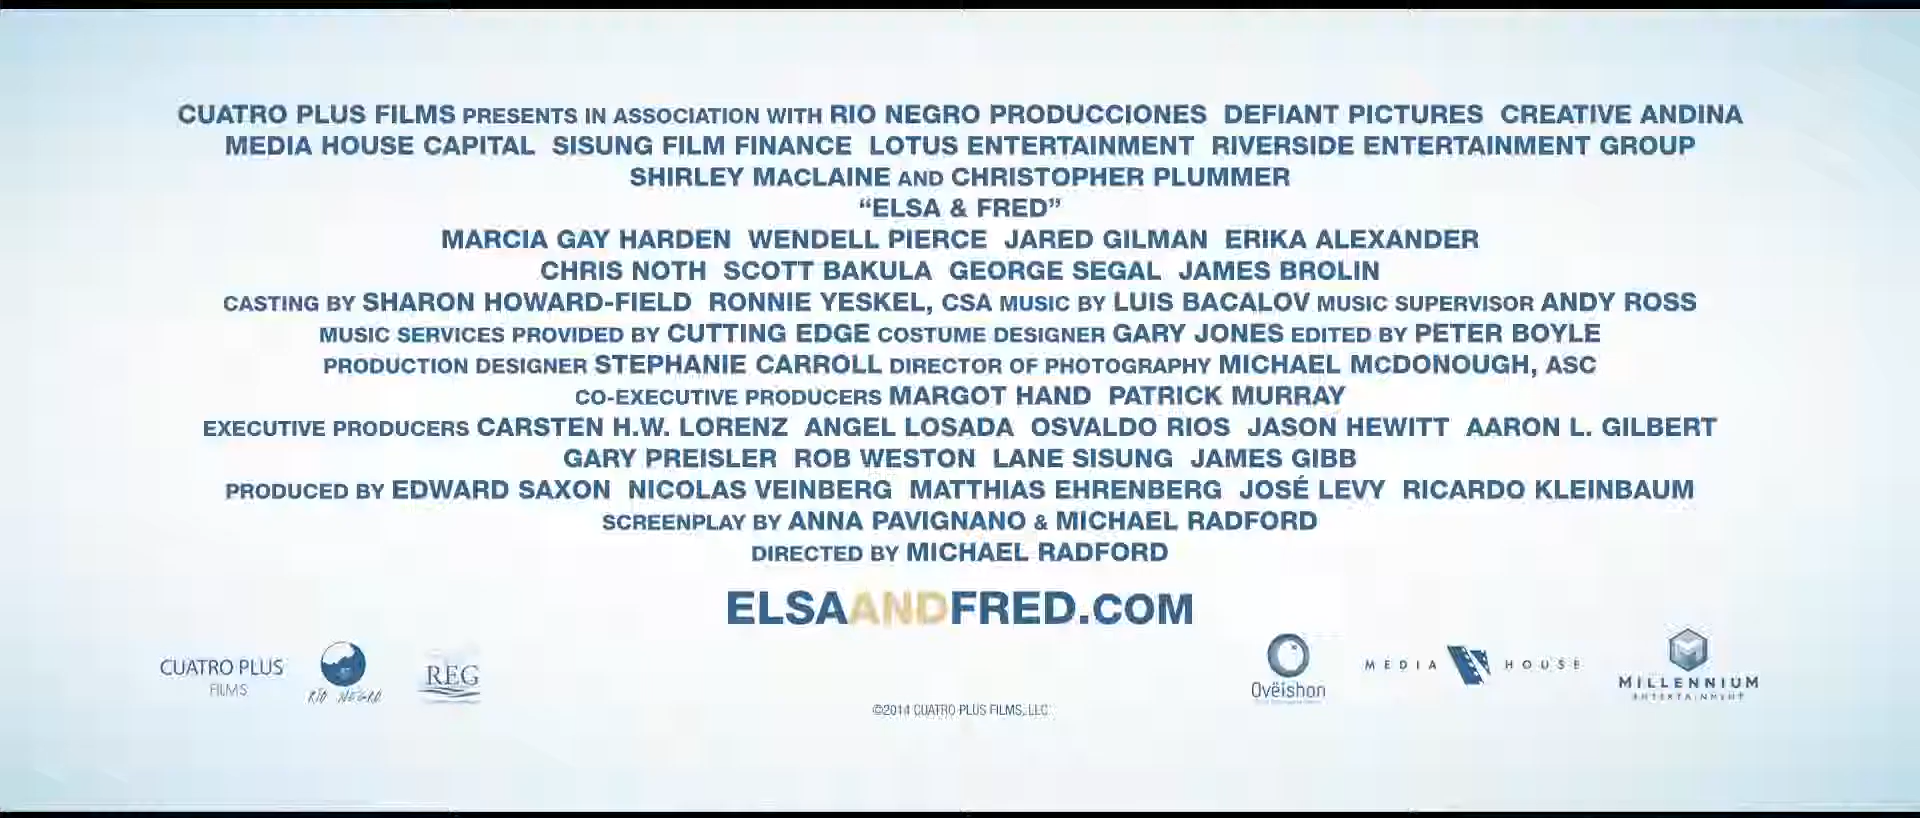 CUATRO PLUS FILMS PRESENTS IN ASSOCIATION WITH RIO NEGRO PRODUCCIONES DEFIANT PICTURES CREATIVE ANDINA
MEDIA HOUSE CAPITAL SISUNG FILM FINANCE LOTUS ENTERTAINMENT RIVERSIDE ENTERTAINMENT GROUP
SHIRLEY MACLAINE AND CHRISTOPHER PLUMMER
“ELSA & FRED”
MARCIA GAY HARDEN WENDELL PIERCE JARED GILMAN ERIKA ALEXANDER
CHRIS NOTH SCOTT BAKULA GEORGE SEGAL JAMES BROLIN
CASTING BY SHARON HOWARD-FIELD RONNIE YESKEL, CSA MUSIC BY LUIS BACALOV MUSIC SUPERVISOR ANDY ROSS
MUSIC SERVICES PROVIDED BY CUTTING EDGE COSTUME DESIGNER GARY JONES EDITED BY PETER BOYLE
PRODUCTION DESIGNER STEPHANIE CARROLL DIRECTOR OF PHOTOGRAPHY MICHAEL MCDONOUGH, ASC
CO-EXECUTIVE PRODUCERS MARGOT HAND PATRICK MURRAY
EXECUTIVE PRODUCERS CARSTEN H.W. LORENZ ANGEL LOSADA OSVALDO RIOS JASON HEWITT AARON L. GILBERT
GARY PREISLER ROB WESTON LANE SISUNG JAMES GIBB
PRODUCED BY EDWARD SAXON NICOLAS VEINBERG MATTHIAS EHRENBERG JOSÉ LEVY RICARDO KLEINBAUM
SCREENPLAY BY ANNA PAVIGNANO & MICHAEL RADFORD
DIRECTED BY MICHAEL RADFORD
ELSAANDFRED.COM
CUATRO PLUS
FILMS
RÍO NEGRO
REG
Ovëishon
MEDIA HOUSE
MILLENNIUM
ENTERTAINMENT
©2014 CUATRO PLUS FILMS, LLC